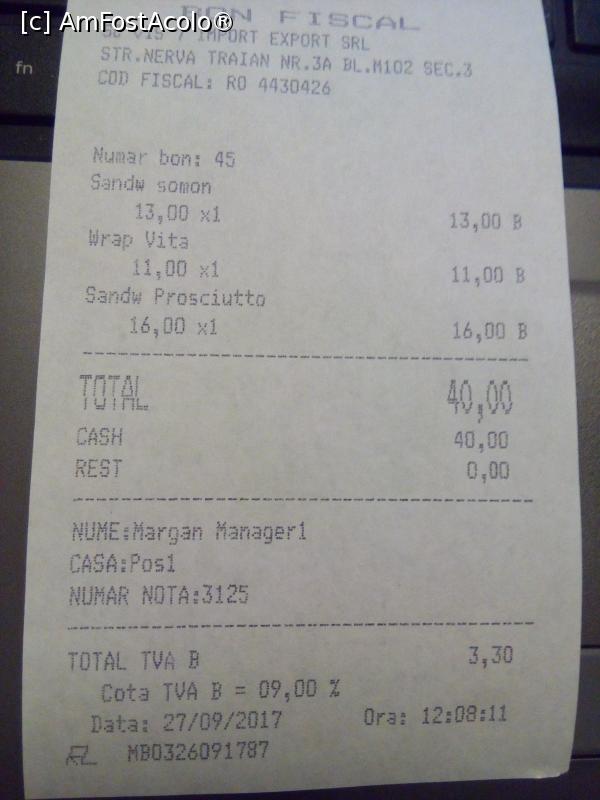 [c] AmFostAcolo®
BON FISCAL
IMPORT EXPORT SRL
STR.NERVA TRAIAN NR.3A BL.M102 SEC.3
COD FISCAL: RO 4430426
fn
Numar bon: 45
Sandw somon
13,00 x1 13,00 B
Wrap Vita
11,00 x1 11,00 B
Sandw Prosciutto
16,00 x1 16,00 B
TOTAL 40,00
CASH 40,00
REST 0,00
NUME:Margan Manager1
CASA:Pos1
NUMAR NOTA:3125
TOTAL TVA B 3,30
Cota TVA B = 09,00 %
Data: 27/09/2017 Ora: 12:08:11
MB0326091787